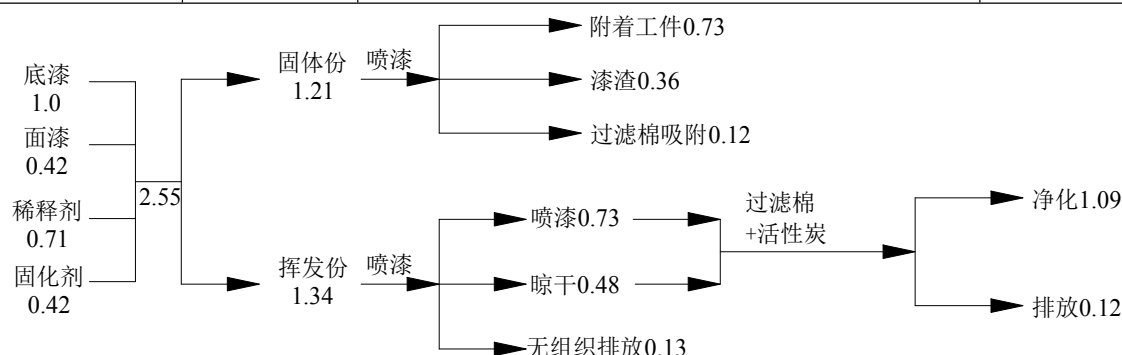 底漆
1.0
面漆
0.42
稀释剂
0.71
固化剂
0.42
2.55
固体份
1.21
喷漆
附着工件0.73
漆渣0.36
过滤棉吸附0.12
挥发份
1.34
喷漆
喷漆0.73
晾干0.48
无组织排放0.13
过滤棉
+活性炭
净化1.09
排放0.12